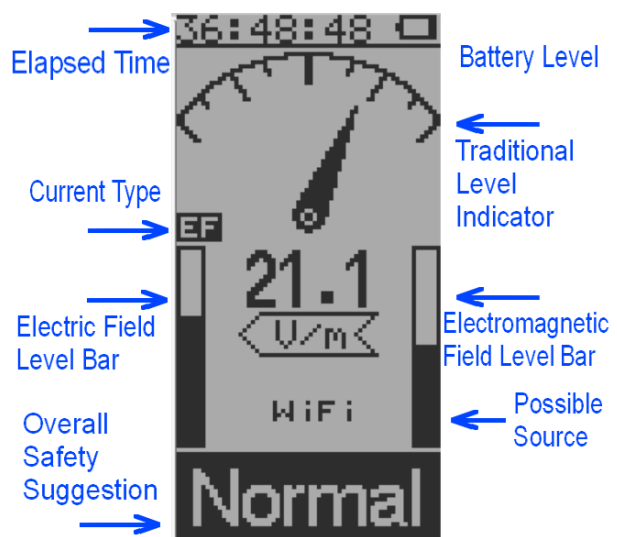 36:48:48
Elapsed Time
Battery Level
Traditional
Level
Indicator
Current Type
EF
21.1
V/m
Electric Field
Level Bar
Electromagnetic
Field Level Bar
WiFi
Possible
Source
Overall
Safety
Suggestion
Normal